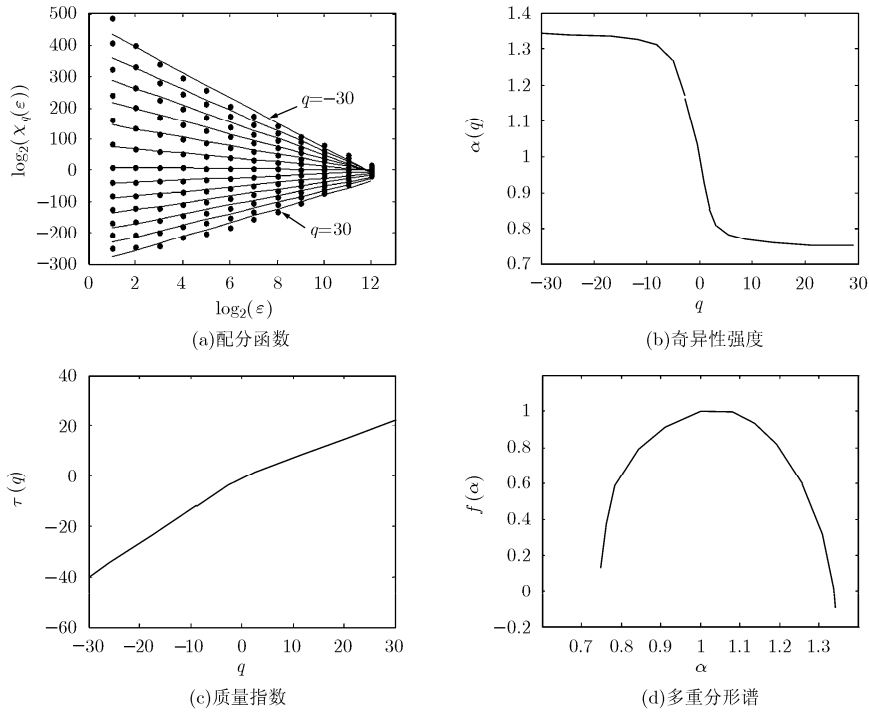 500
400
300
200
100
0
−100
−200
−300
log₂(χq(ε))
q=−30
q=30
0 2 4 6 8 10 12
log₂(ε)
(a)配分函数
1.4
1.3
1.2
1.1
1
0.9
0.8
0.7
α(q)
−30 −20 −10 0 10 20 30
q
(b)奇异性强度
40
20
0
−20
−40
−60
τ(q)
−30 −20 −10 0 10 20 30
q
(c)质量指数
1
0.8
0.6
0.4
0.2
0
−0.2
f(α)
0.7 0.8 0.9 1 1.1 1.2 1.3
α
(d)多重分形谱